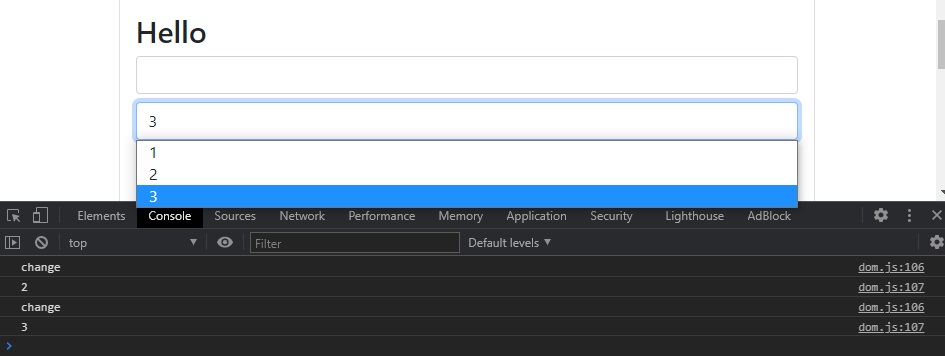 Hello
3
1
2
3
Elements Console Sources Network Performance Memory Application Security Lighthouse AdBlock
top Filter Default levels
change dom.js:106
2 dom.js:107
change dom.js:106
3 dom.js:107